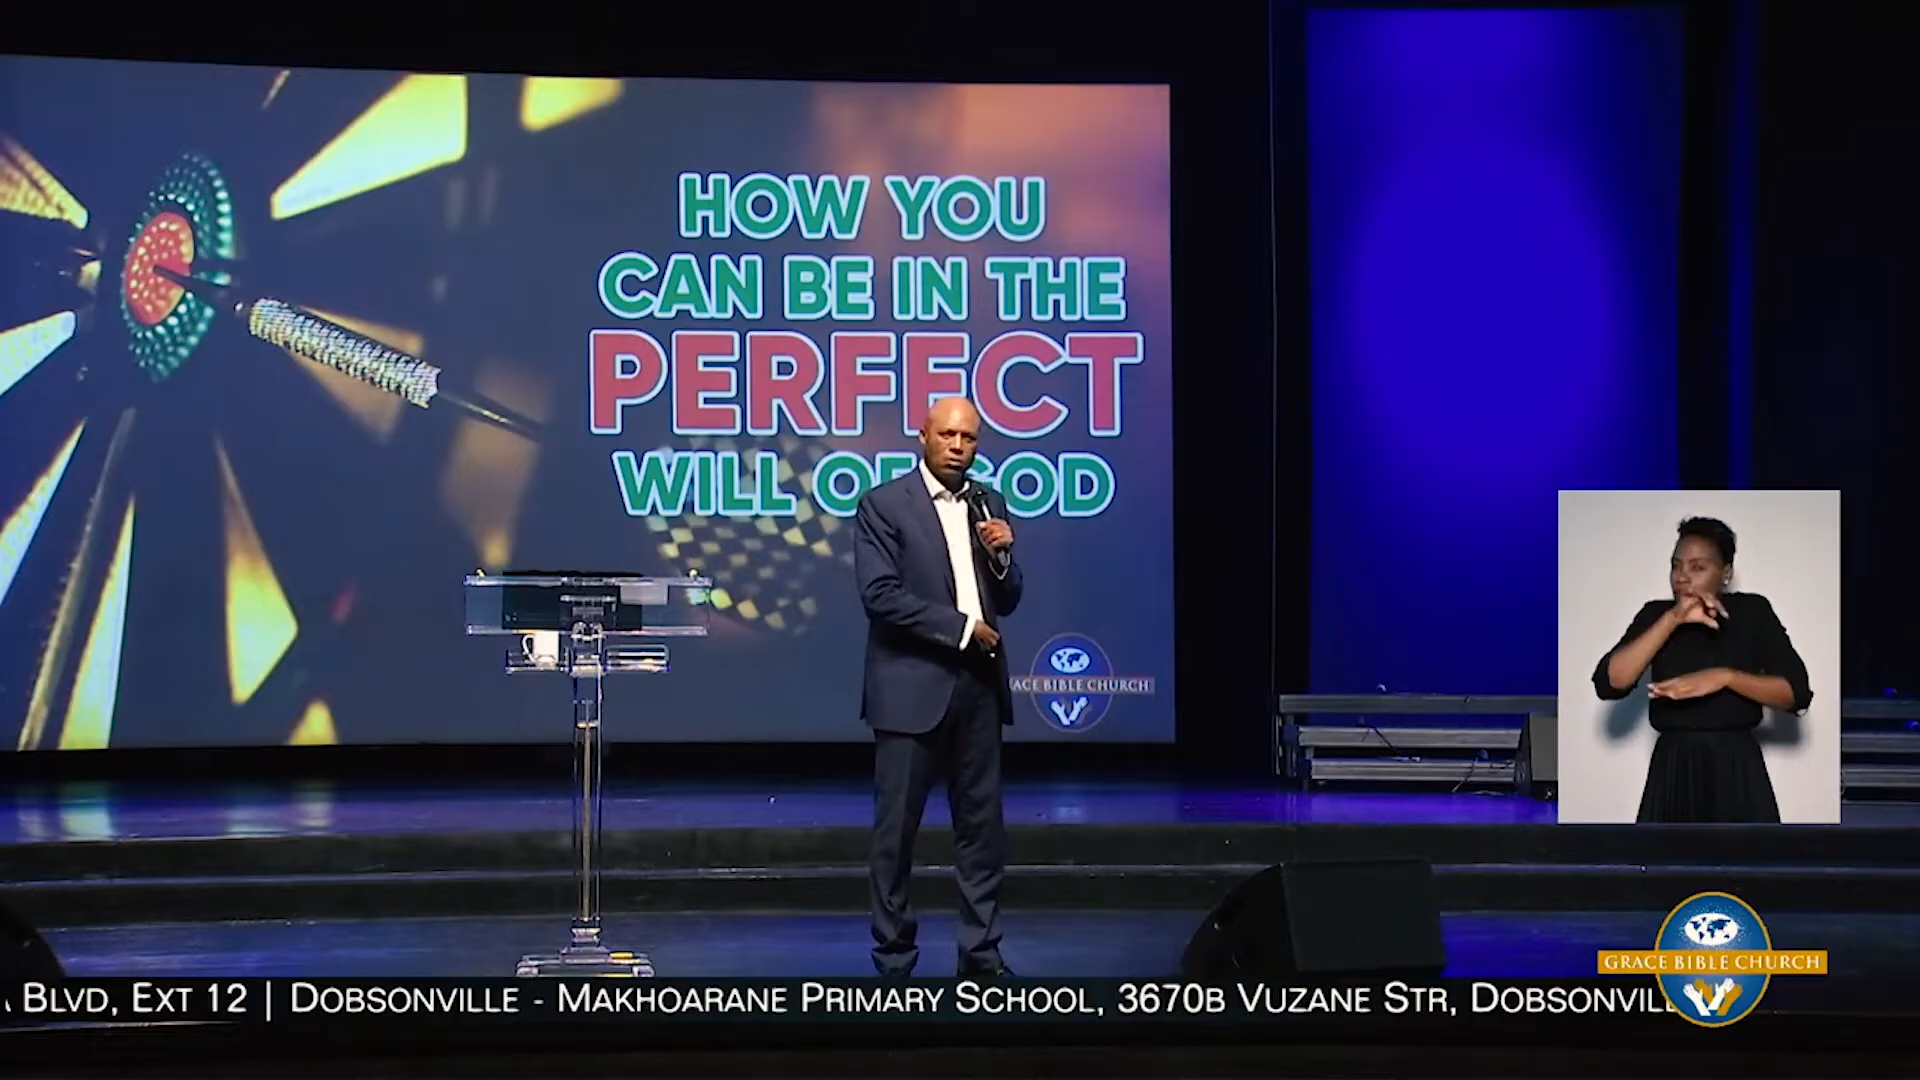 HOW YOU
CAN BE IN THE
PERFECT
WILL OF GOD
ACE BIBLE CHURCH
GRACE BIBLE CHURCH
BLVD, EXT 12 | DOBSONVILLE - MAKHOARANE PRIMARY SCHOOL, 3670B VUZANE STR, DOBSONVILL